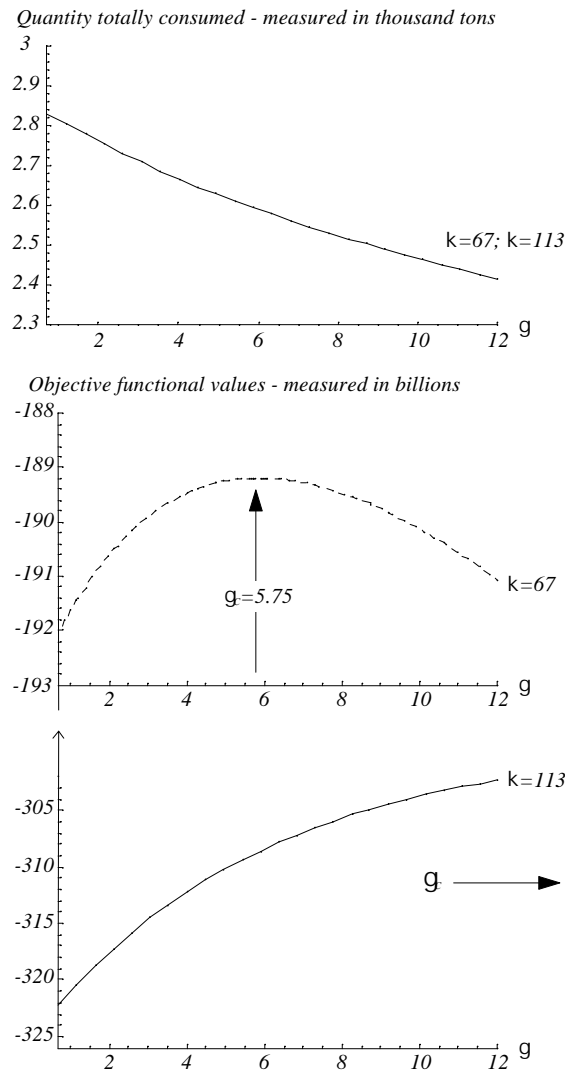 Quantity totally consumed - measured in thousand tons
3
2.9
2.8
2.7
2.6
2.5
k=67; k=113
2.4
2.3
2 4 6 8 10 12 g
Objective functional values - measured in billions
-188
-189
-190
-191
k=67
g c=5.75
-192
-193
2 4 6 8 10 12 g
k=113
-305
-310
g c
-315
-320
-325
2 4 6 8 10 12 g